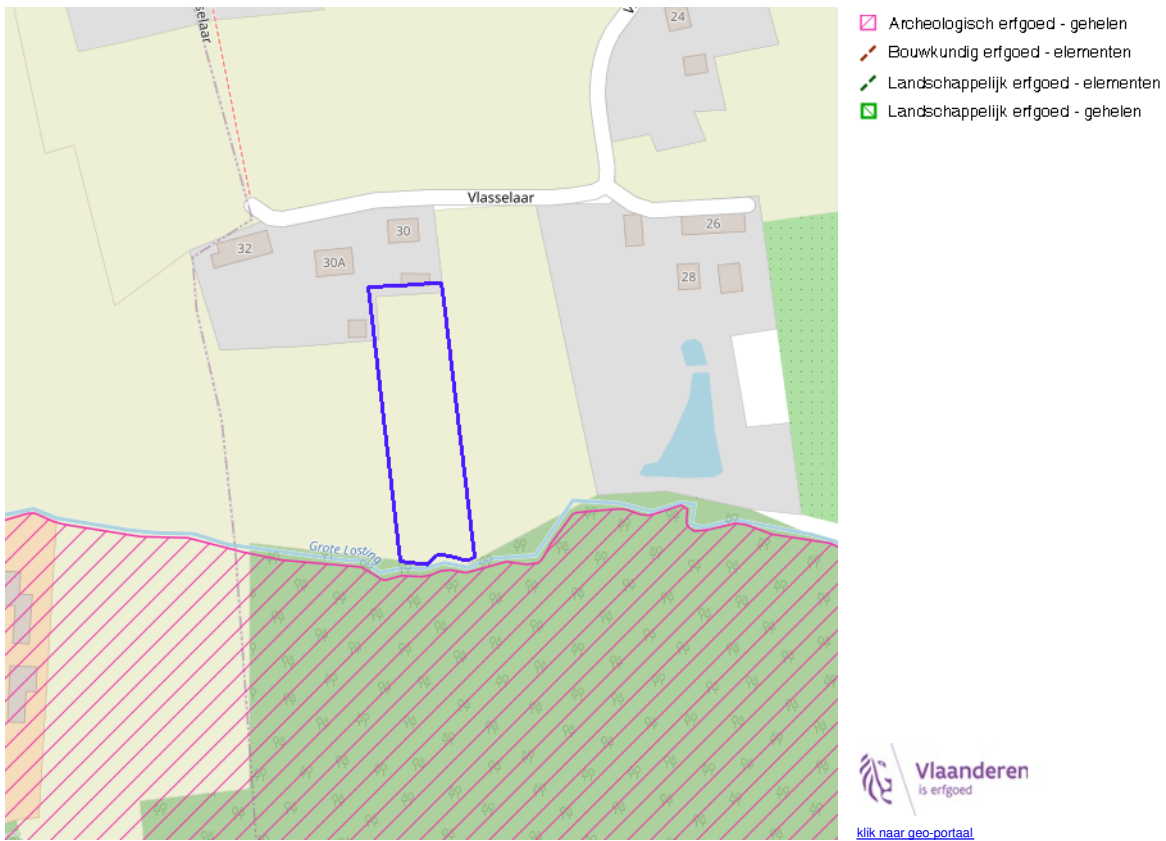 selaar
7
24
Vlasselaar
32
30A
30
26
28
Grote Losting
Archeologisch erfgoed - gehelen
Bouwkundig erfgoed - elementen
Landschappelijk erfgoed - elementen
Landschappelijk erfgoed - gehelen
Vlaanderen
is erfgoed
klik naar geo-portaal